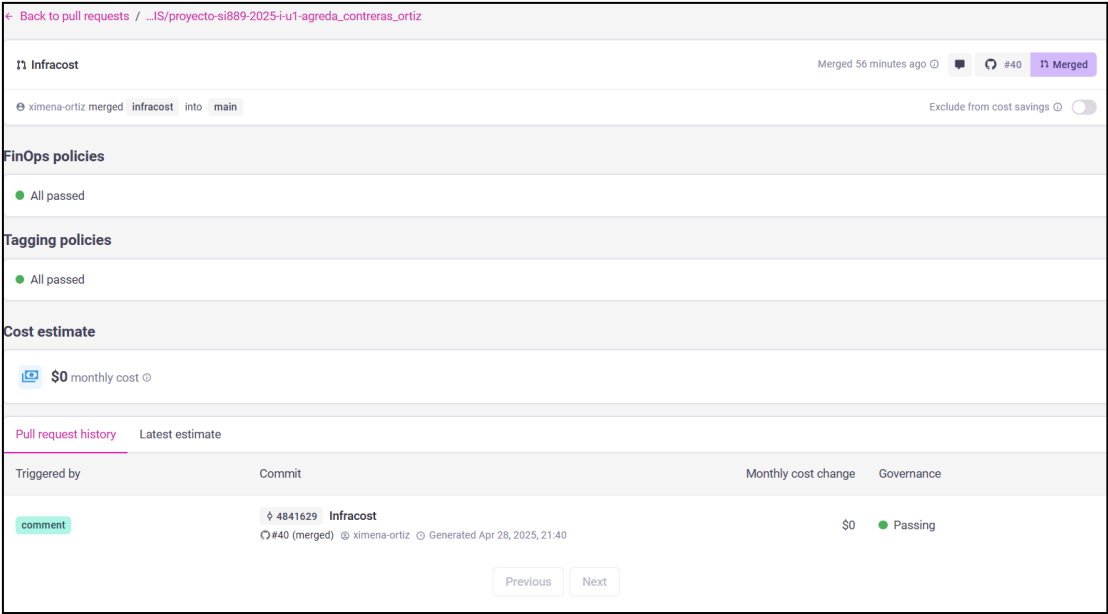 ← Back to pull requests / ...IS/proyecto-si889-2025-i-u1-agreda_contreras_ortiz
Infracost Merged 56 minutes ago #40 Merged
ximena-ortiz merged infracost into main Exclude from cost savings
FinOps policies
All passed
Tagging policies
All passed
Cost estimate
$0 monthly cost
Pull request history Latest estimate
Triggered by Commit Monthly cost change Governance
4841629 Infracost
comment $0 Passing
#40 (merged) ximena-ortiz Generated Apr 28, 2025, 21:40
Previous Next